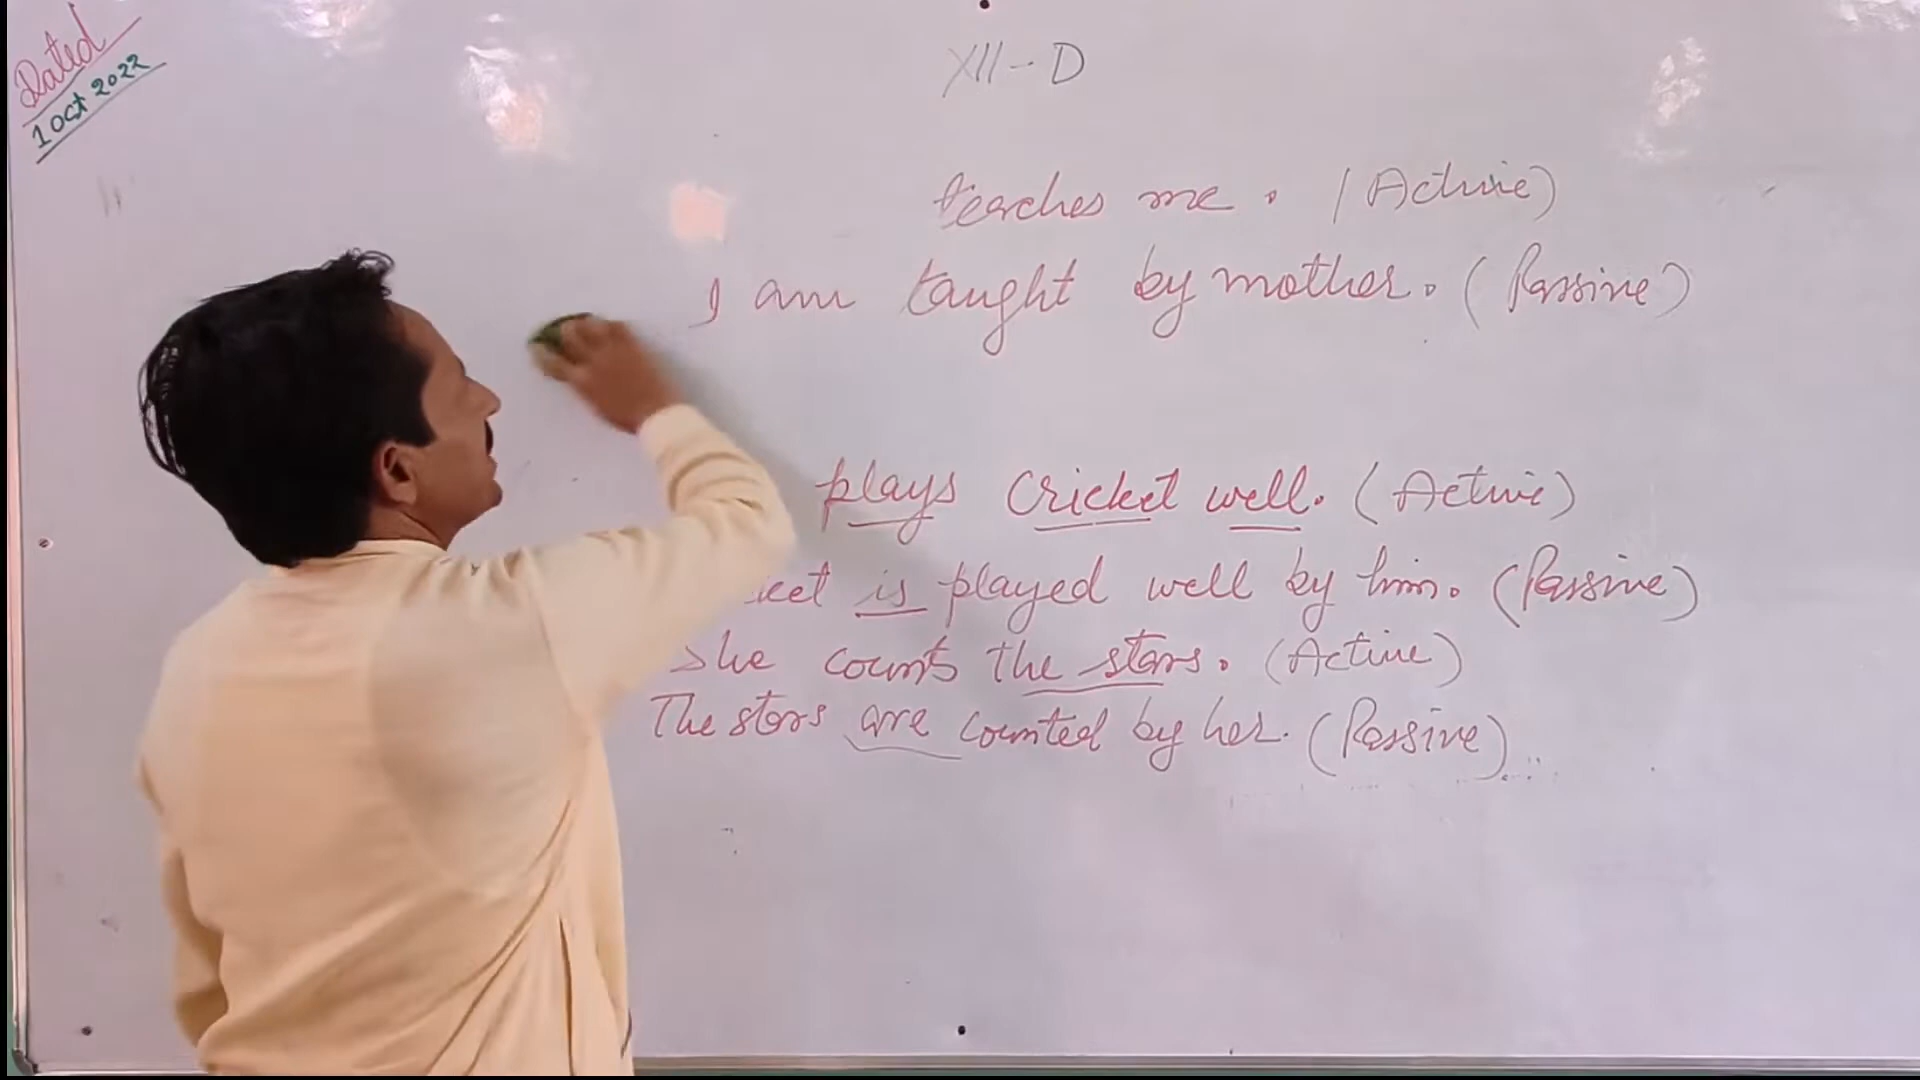 Dated
1 Oct 2022
XII-D
teaches me. (Active)
I am taught by mother. (Passive)
plays Cricket well. (Active)
is played well by him. (Passive)
She counts the stars. (Active)
The stars are counted by her. (Passive)